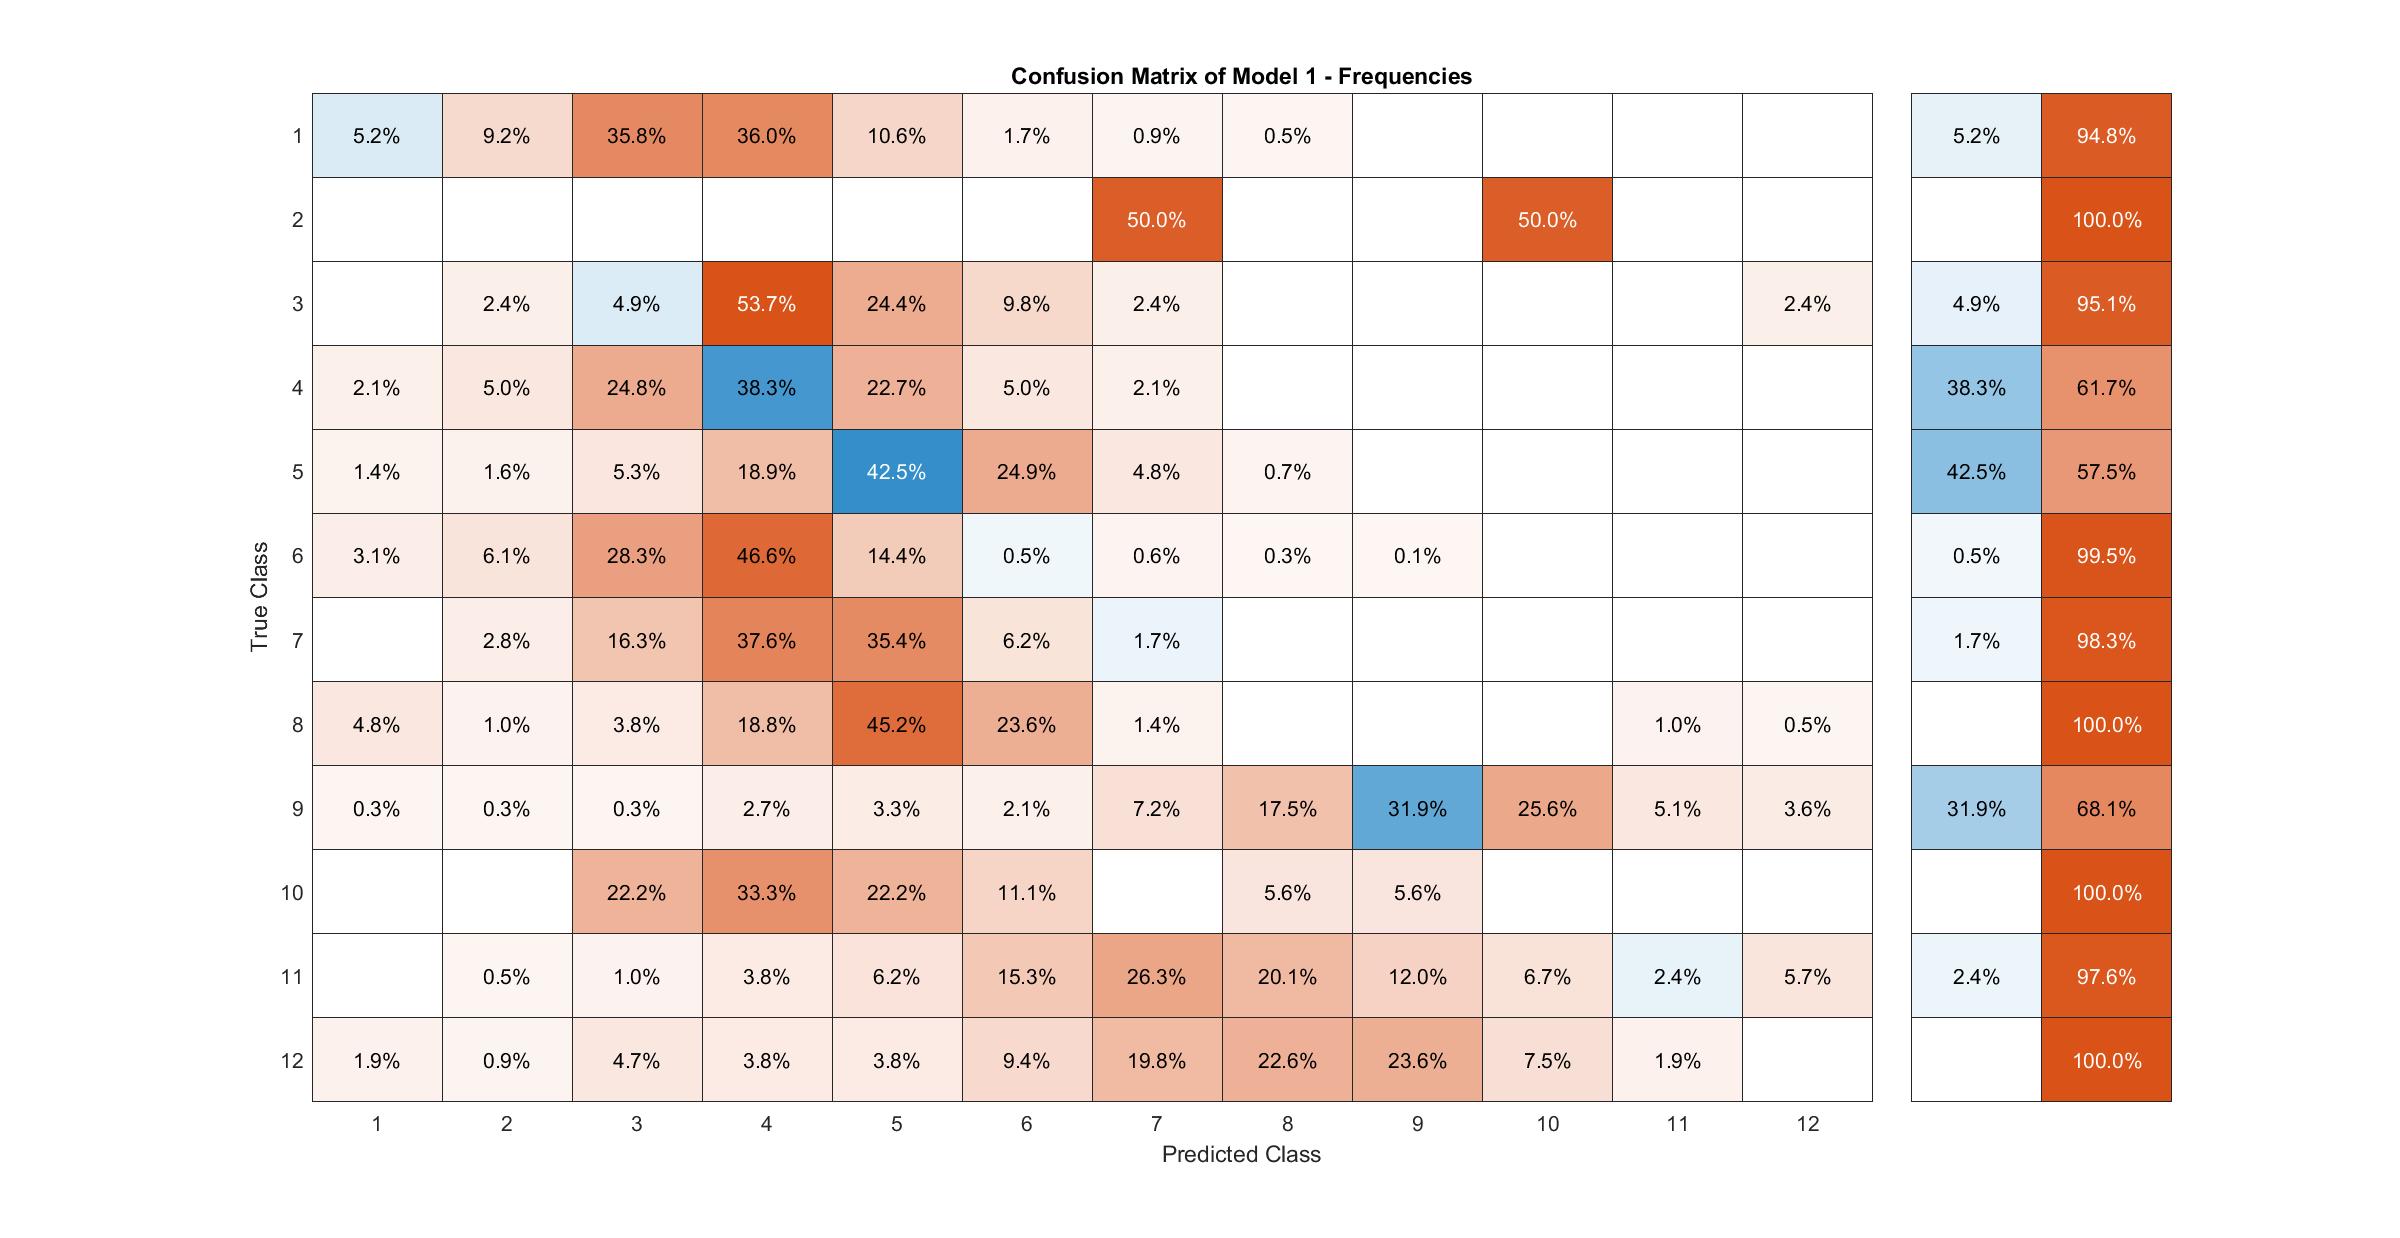 Confusion Matrix of Model 1 - Frequencies
1 5.2% 9.2% 35.8% 36.0% 10.6% 1.7% 0.9% 0.5% 5.2% 94.8%
2 50.0% 50.0% 100.0%
3 2.4% 4.9% 53.7% 24.4% 9.8% 2.4% 2.4% 4.9% 95.1%
4 2.1% 5.0% 24.8% 38.3% 22.7% 5.0% 2.1% 38.3% 61.7%
5 1.4% 1.6% 5.3% 18.9% 42.5% 24.9% 4.8% 0.7% 42.5% 57.5%
True Class
6 3.1% 6.1% 28.3% 46.6% 14.4% 0.5% 0.6% 0.3% 0.1% 0.5% 99.5%
7 2.8% 16.3% 37.6% 35.4% 6.2% 1.7% 1.7% 98.3%
8 4.8% 1.0% 3.8% 18.8% 45.2% 23.6% 1.4% 1.0% 0.5% 100.0%
9 0.3% 0.3% 0.3% 2.7% 3.3% 2.1% 7.2% 17.5% 31.9% 25.6% 5.1% 3.6% 31.9% 68.1%
10 22.2% 33.3% 22.2% 11.1% 5.6% 5.6% 100.0%
11 0.5% 1.0% 3.8% 6.2% 15.3% 26.3% 20.1% 12.0% 6.7% 2.4% 5.7% 2.4% 97.6%
12 1.9% 0.9% 4.7% 3.8% 3.8% 9.4% 19.8% 22.6% 23.6% 7.5% 1.9% 100.0%
1 2 3 4 5 6 7 8 9 10 11 12
Predicted Class